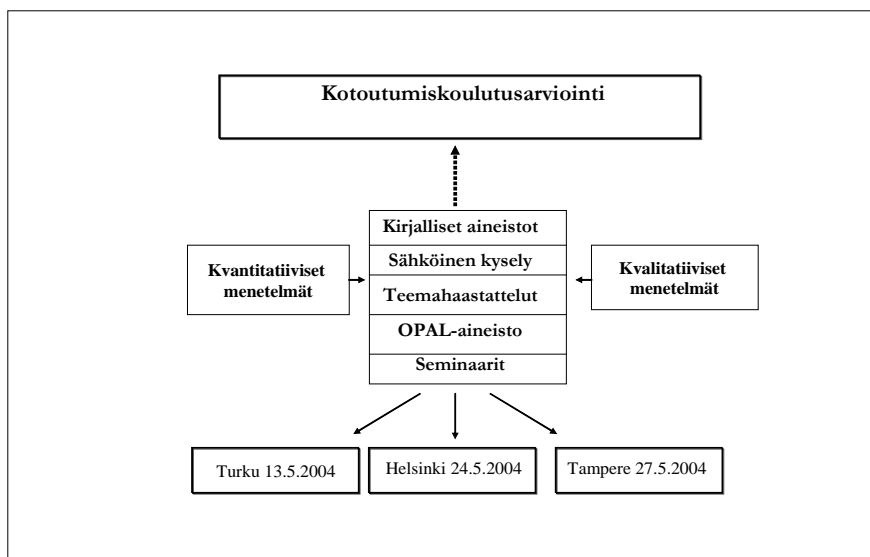 Kotoutumiskoulutusarviointi
Kirjalliset aineistot
Sähköinen kysely
Teemahaastattelut
OPAL-aineisto
Seminaarit
Kvantitatiiviset
menetelmät
Kvalitatiiviset
menetelmät
Turku 13.5.2004
Helsinki 24.5.2004
Tampere 27.5.2004